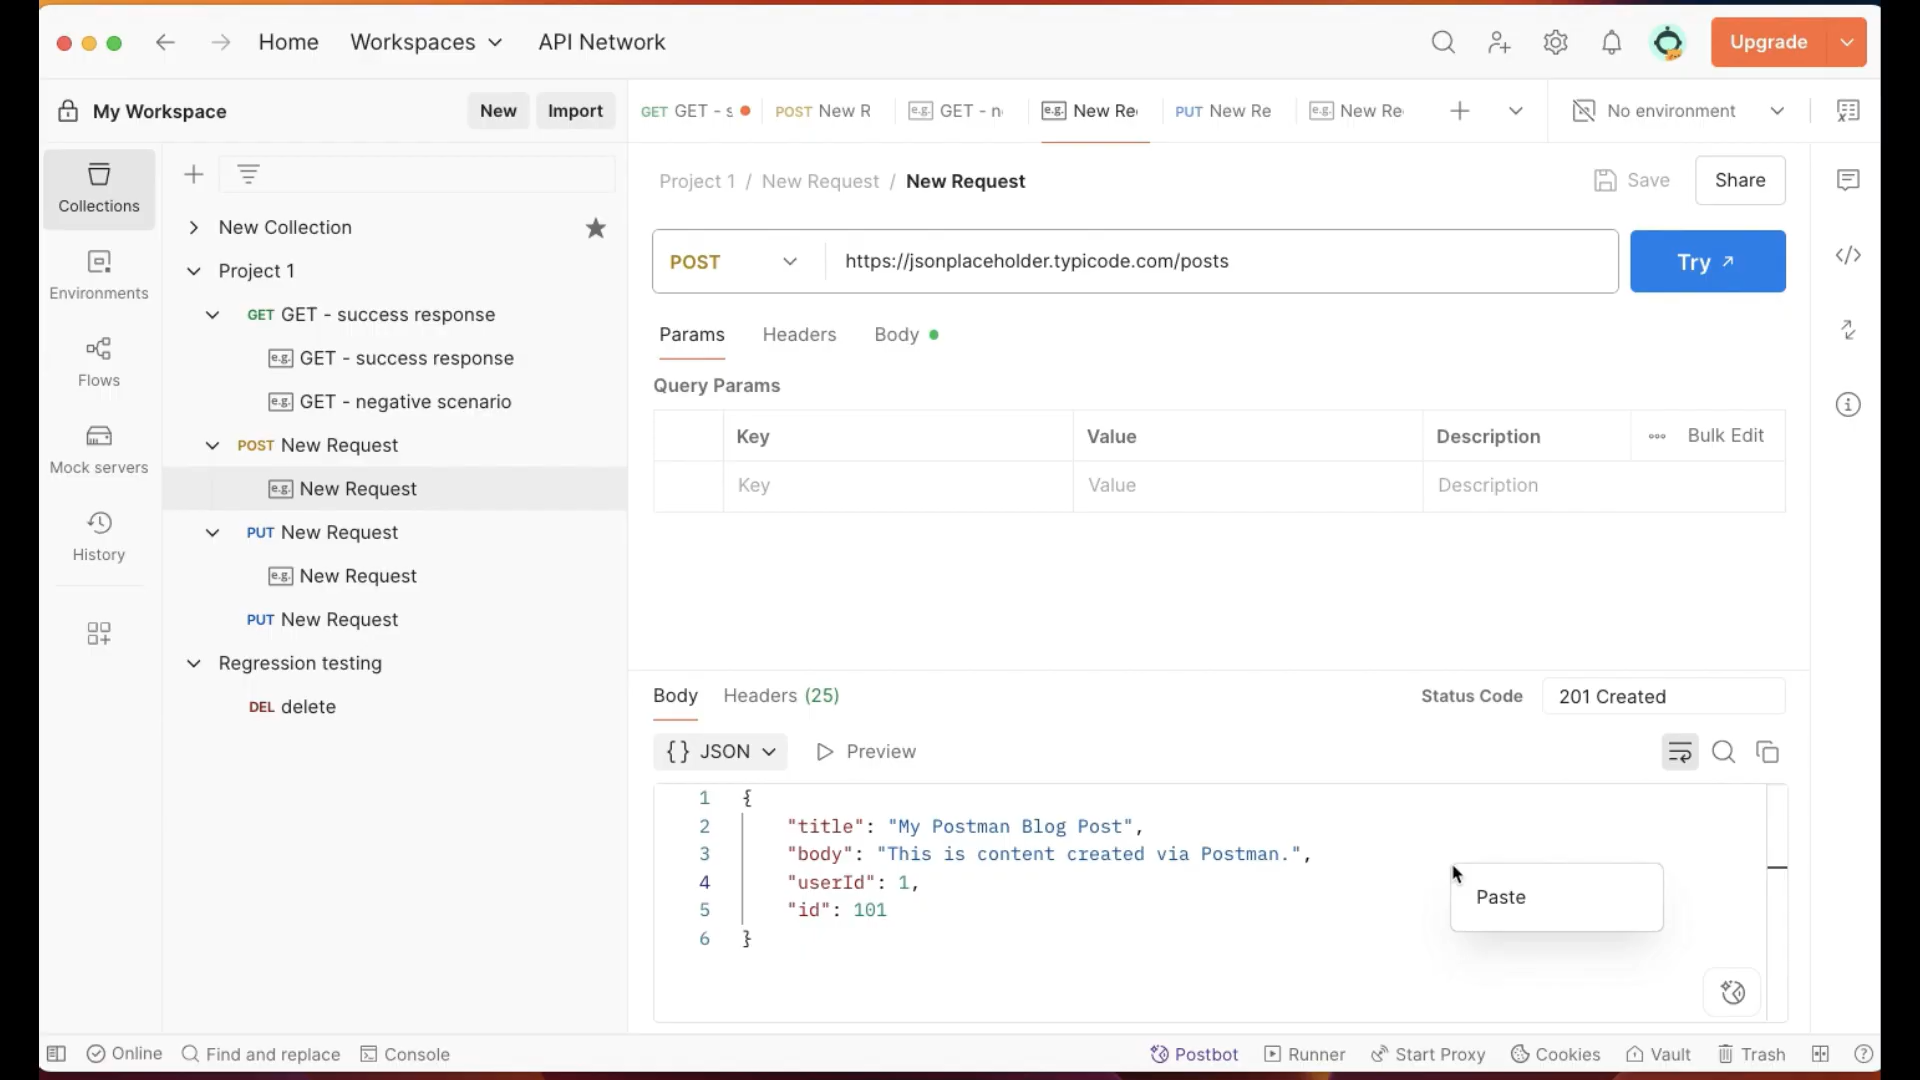 Home Workspaces API Network Upgrade
My Workspace New Import
GET GET - s POST New R e.g. GET - n e.g. New Re PUT New Re e.g. New Re No environment
Collections
Environments
Flows
Mock servers
History
New Collection
Project 1
GET GET - success response
e.g. GET - success response
e.g. GET - negative scenario
POST New Request
e.g. New Request
PUT New Request
e.g. New Request
PUT New Request
Regression testing
DEL delete
Project 1 / New Request / New Request Save Share
POST https://jsonplaceholder.typicode.com/posts Try
Params Headers Body
Query Params
Key Value Description Bulk Edit
Key Value Description
Body Headers (25) Status Code 201 Created
{} JSON Preview
1 {
2 "title": "My Postman Blog Post",
3 "body": "This is content created via Postman.",
4 "userId": 1,
5 "id": 101
6 }
Paste
Online Find and replace Console Postbot Runner Start Proxy Cookies Vault Trash